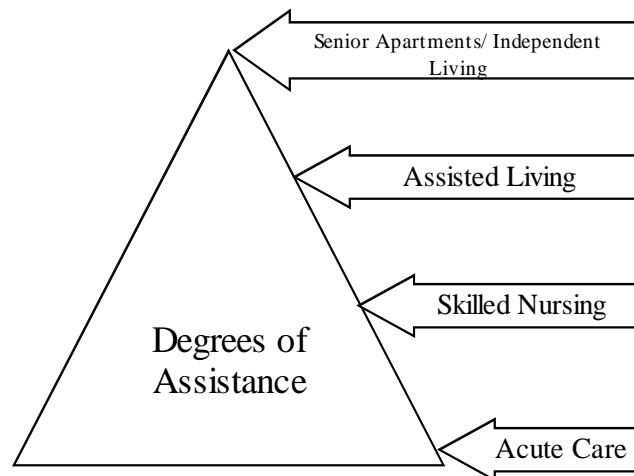 Senior Apartments/ Independent
Living
Assisted Living
Skilled Nursing
Degrees of
Assistance
Acute Care